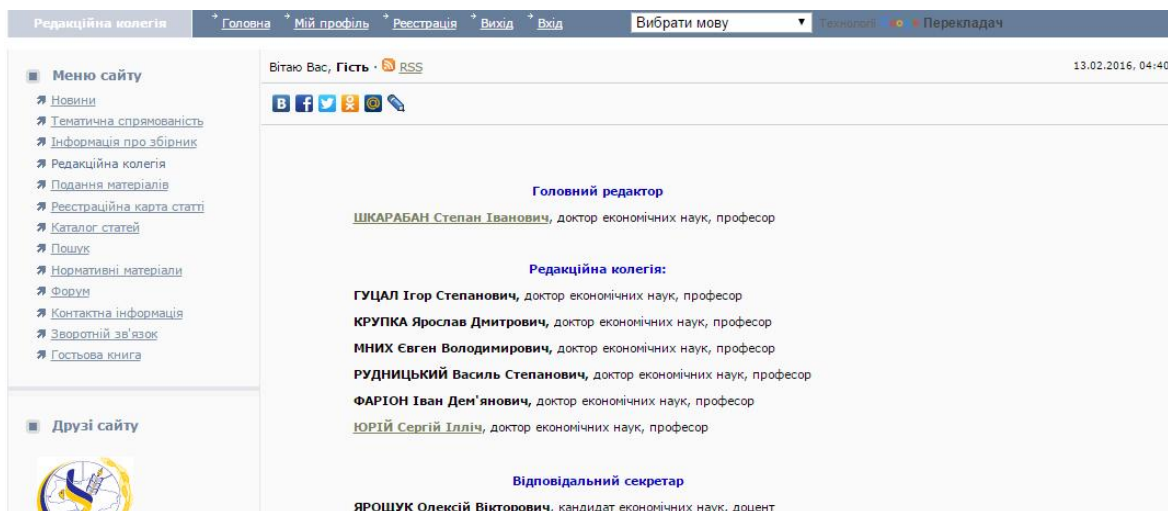 Редакційна колегія
Головна Мій профіль Реєстрація Вихід Вхід
Вибрати мову
Технології Перекладач
Меню сайту
Новини
Тематична спрямованість
Інформація про збірник
Редакційна колегія
Подання матеріалів
Реєстраційна карта статті
Каталог статей
Пошук
Нормативні матеріали
Форум
Контактна інформація
Зворотній зв'язок
Гостьова книга
Друзі сайту
Вітаю Вас, Гість · RSS
13.02.2016, 04:40
Головний редактор
ШКАРАБАН Степан Іванович, доктор економічних наук, професор
Редакційна колегія:
ГУЦАЛ Ігор Степанович, доктор економічних наук, професор
КРУПКА Ярослав Дмитрович, доктор економічних наук, професор
МНИХ Євген Володимирович, доктор економічних наук, професор
РУДНИЦЬКИЙ Василь Степанович, доктор економічних наук, професор
ФАРІОН Іван Дем'янович, доктор економічних наук, професор
ЮРІЙ Сергій Ілліч, доктор економічних наук, професор
Відповідальний секретар
ЯРОЩУК Олексій Вікторович, кандидат економічних наук, доцент